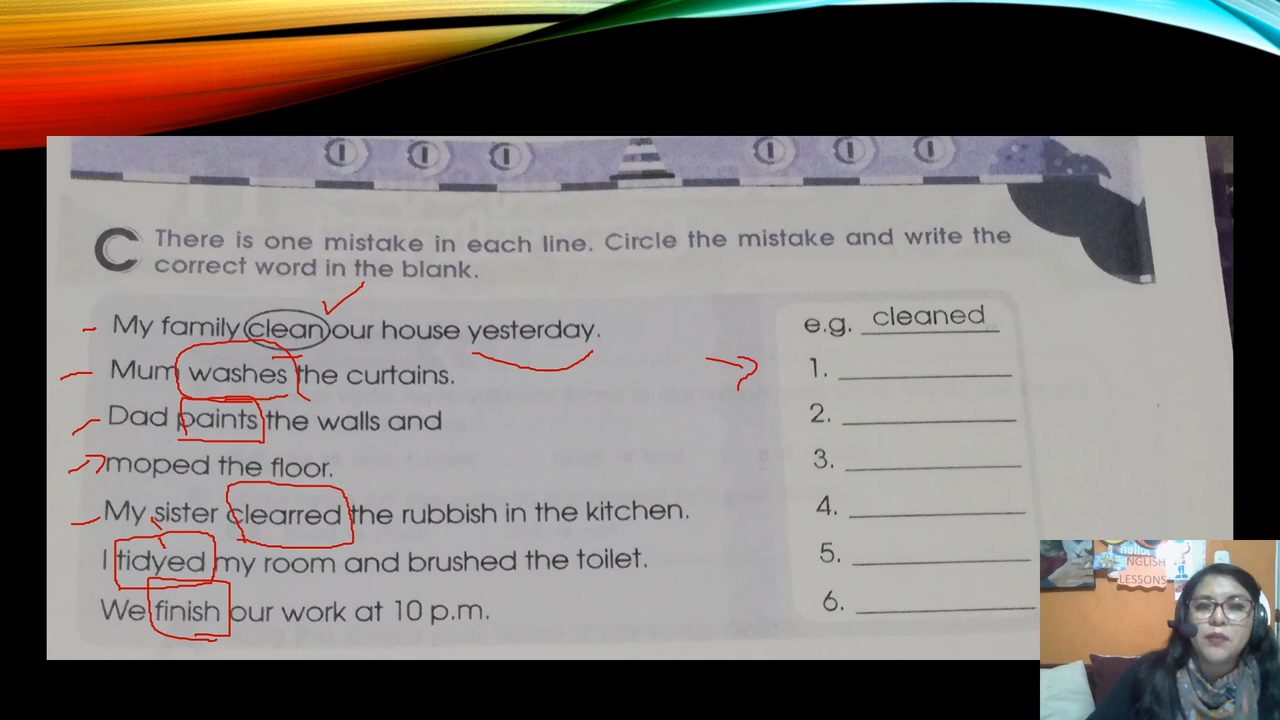 C There is one mistake in each line. Circle the mistake and write the
correct word in the blank.
My family clean our house yesterday.
Mum washes the curtains.
Dad paints the walls and
moped the floor.
My sister clearred the rubbish in the kitchen.
I tidyed my room and brushed the toilet.
We finish our work at 10 p.m.
e.g. cleaned
1.
2.
3.
4.
5.
6.
hello!
ENGLISH
LESSONS